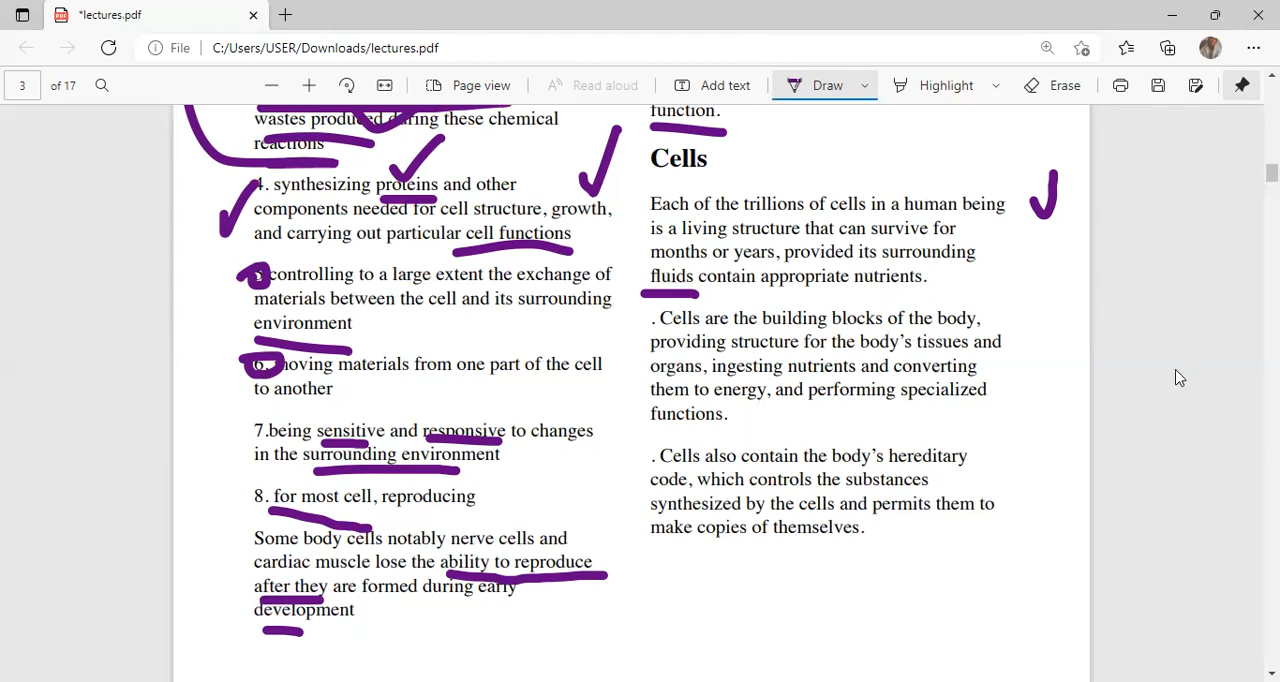 *lectures.pdf
File
C:/Users/USER/Downloads/lectures.pdf
3 of 17
Page view
Read aloud
Add text
Draw
Highlight
Erase
wastes produced during these chemical
reactions
4. synthesizing proteins and other
components needed for cell structure, growth,
and carrying out particular cell functions
controlling to a large extent the exchange of
materials between the cell and its surrounding
environment
6. moving materials from one part of the cell
to another
7.being sensitive and responsive to changes
in the surrounding environment
8. for most cell, reproducing
Some body cells notably nerve cells and
cardiac muscle lose the ability to reproduce
after they are formed during early
development
function.
Cells
Each of the trillions of cells in a human being
is a living structure that can survive for
months or years, provided its surrounding
fluids contain appropriate nutrients.
. Cells are the building blocks of the body,
providing structure for the body’s tissues and
organs, ingesting nutrients and converting
them to energy, and performing specialized
functions.
. Cells also contain the body’s hereditary
code, which controls the substances
synthesized by the cells and permits them to
make copies of themselves.